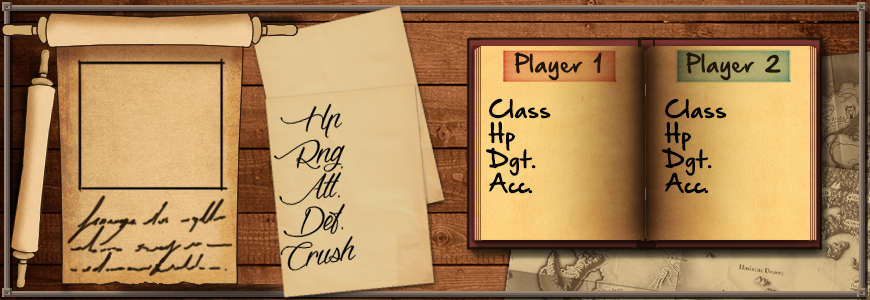 Hp
Rng.
Att.
Def.
Crush
Player 1
Class
Hp
Dgt.
Acc.
Player 2
Class
Hp
Dgt.
Acc.